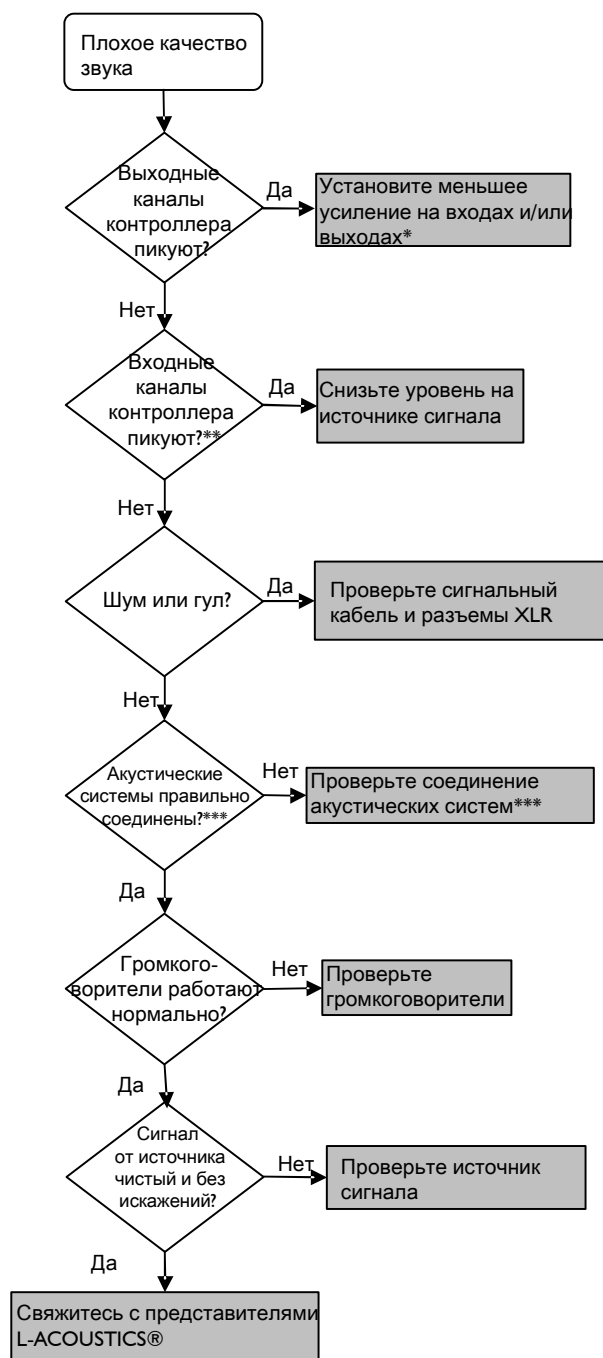 Плохое качество
звука
Выходные
каналы
контроллера
пикуют?
Да
Установите меньшее
усиление на входах и/или
выходах*
Нет
Входные
каналы
контроллера
пикуют?**
Да
Снизьте уровень на
источнике сигнала
Нет
Шум или гул?
Да
Проверьте сигнальный
кабель и разъемы XLR
Нет
Акустические
системы правильно
соединены?***
Нет
Проверьте соединение
акустических систем***
Да
Громкого-
ворители работают
нормально?
Нет
Проверьте
громкоговорители
Да
Сигнал
от источника
чистый и без
искажений?
Нет
Проверьте источник
сигнала
Да
Свяжитесь с представителями
L-ACOUSTICS®